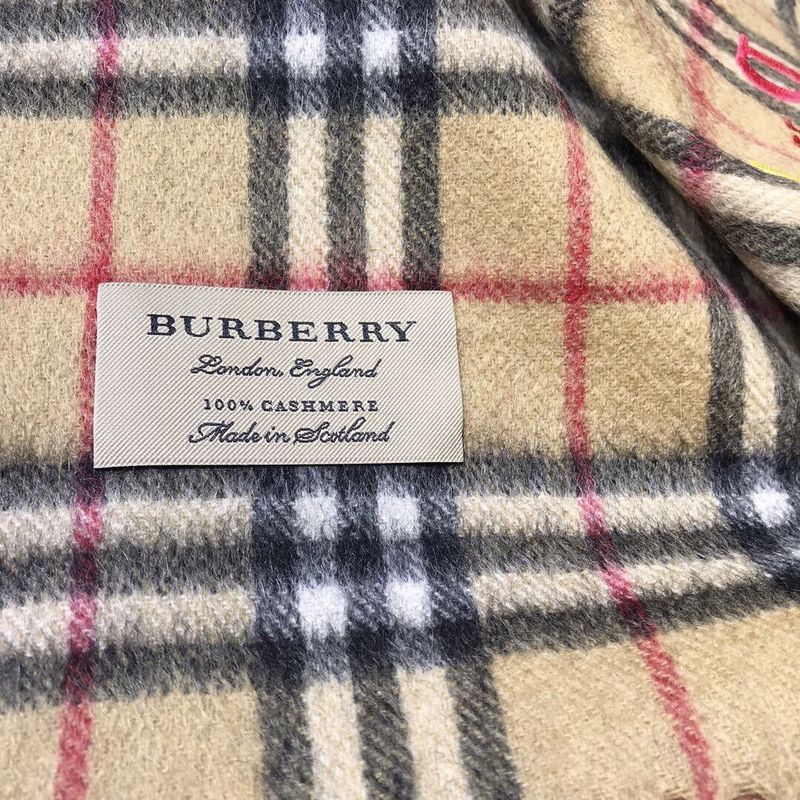 BURBERRY
London, England
100% CASHMERE
Made in Scotland